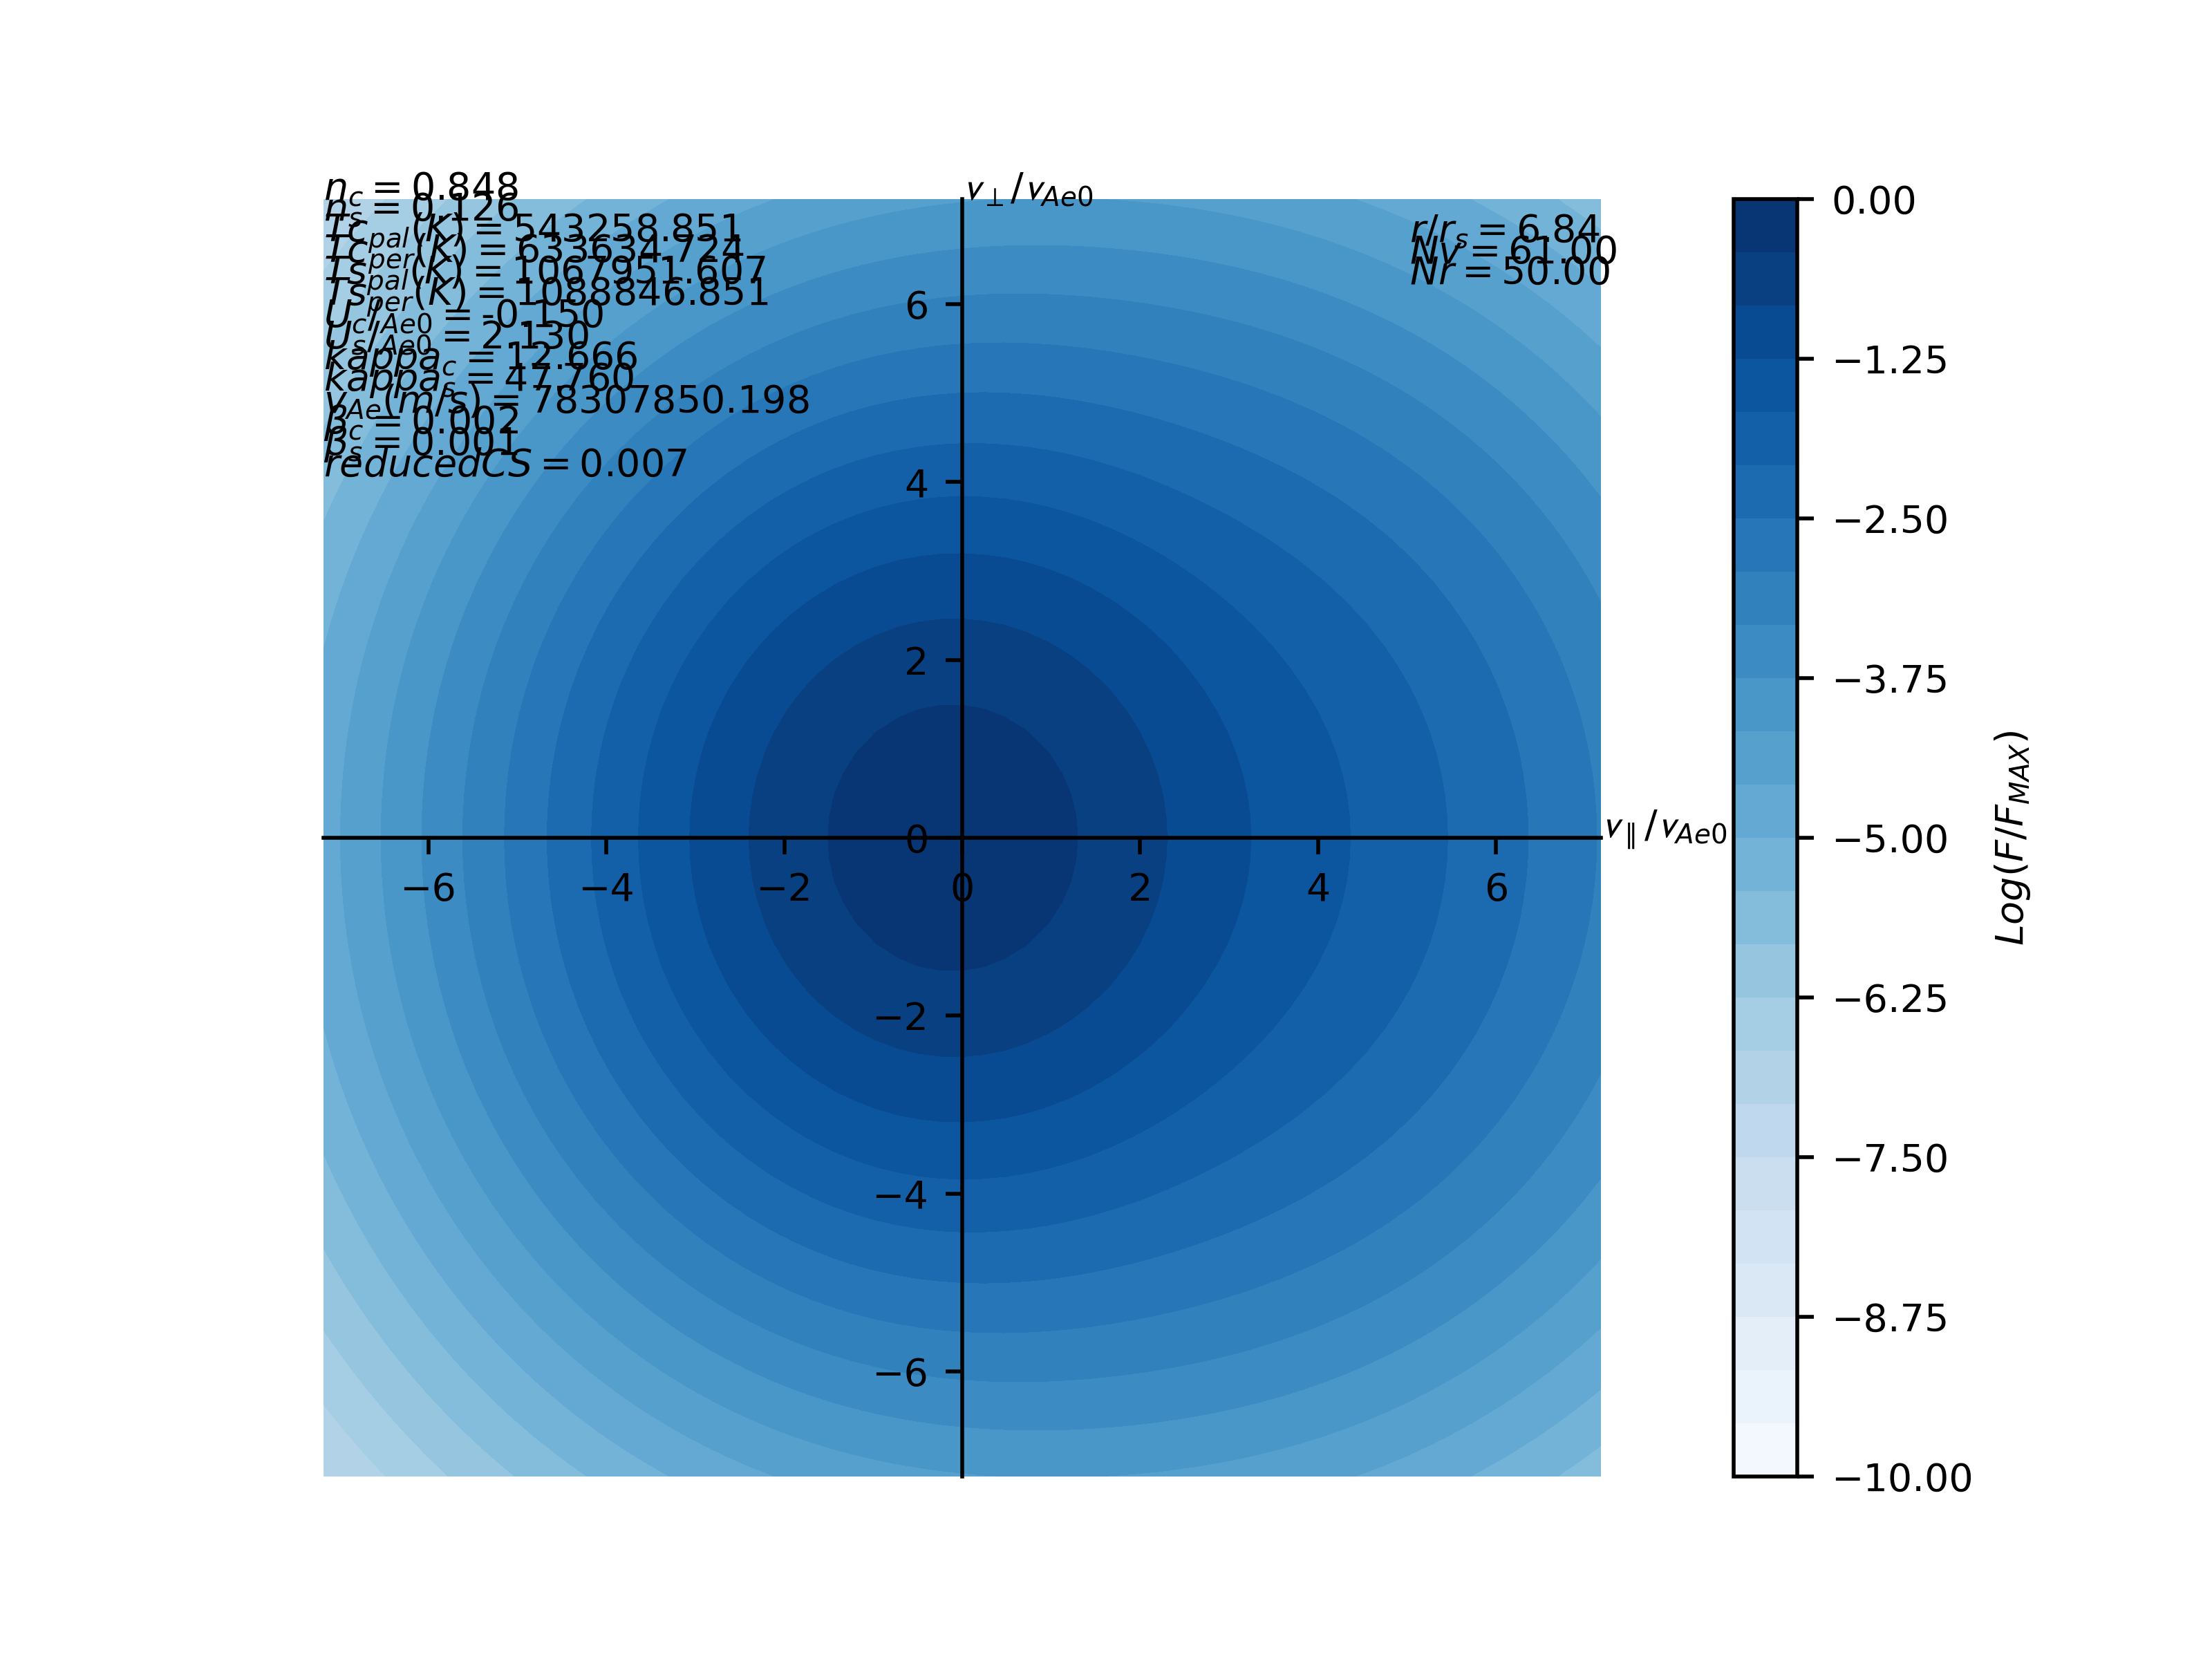 n_c = 0.848
n_s = 0.126
Tc_pal(K) = 543258.851
Tc_per(K) = 633634.724
Ts_pal(K) = 1067951.607
Ts_per(K) = 1088846.851
U_c/Ae0 = -0.150
U_s/Ae0 = 2.130
kappa_c = 12.666
kappa_s = 47.760
v_Ae(m/s) = 78307850.198
β_c = 0.002
β_s = 0.001
reducedCS = 0.007
v_⊥/v_Ae0
r/r_s = 6.84
Nv = 61.00
Nr = 50.00
6
4
2
0
−2
−4
−6
−6
−4
−2
0
2
4
6
v_∥/v_Ae0
0.00
−1.25
−2.50
−3.75
−5.00
−6.25
−7.50
−8.75
−10.00
Log(F/F_MAX)